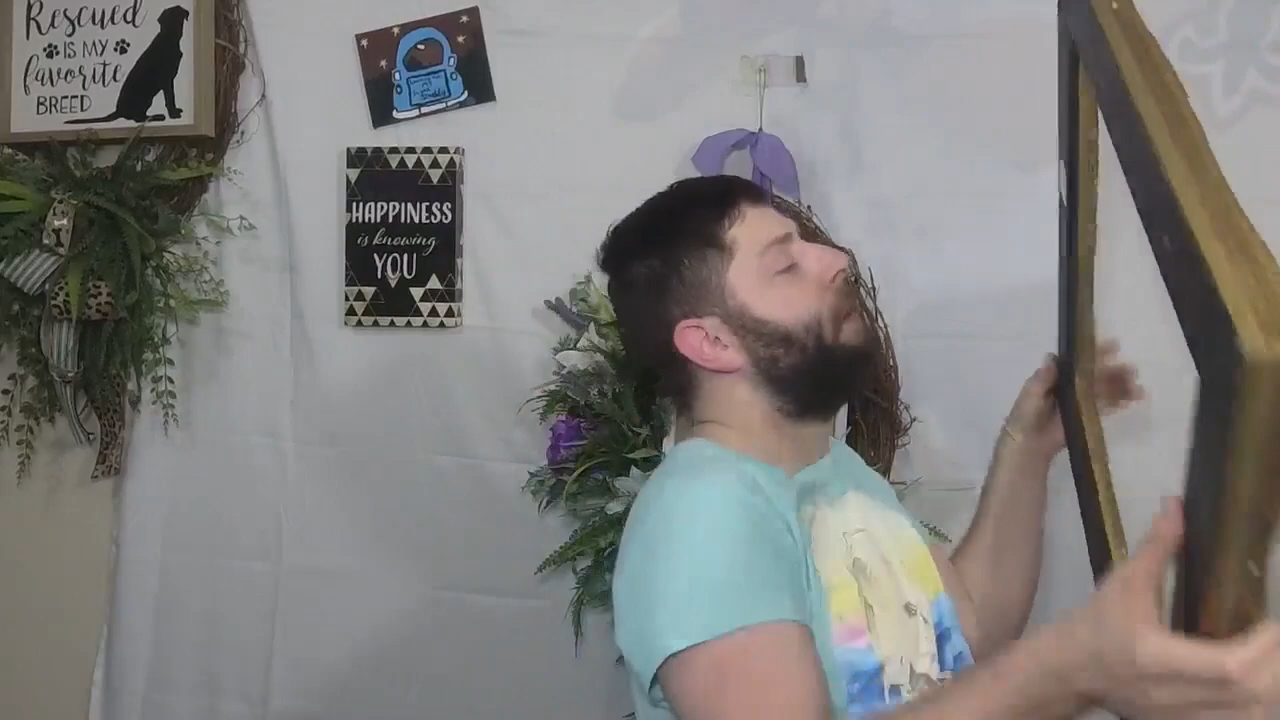 Rescued
IS MY
favorite
BREED
HAPPINESS
is knowing
YOU